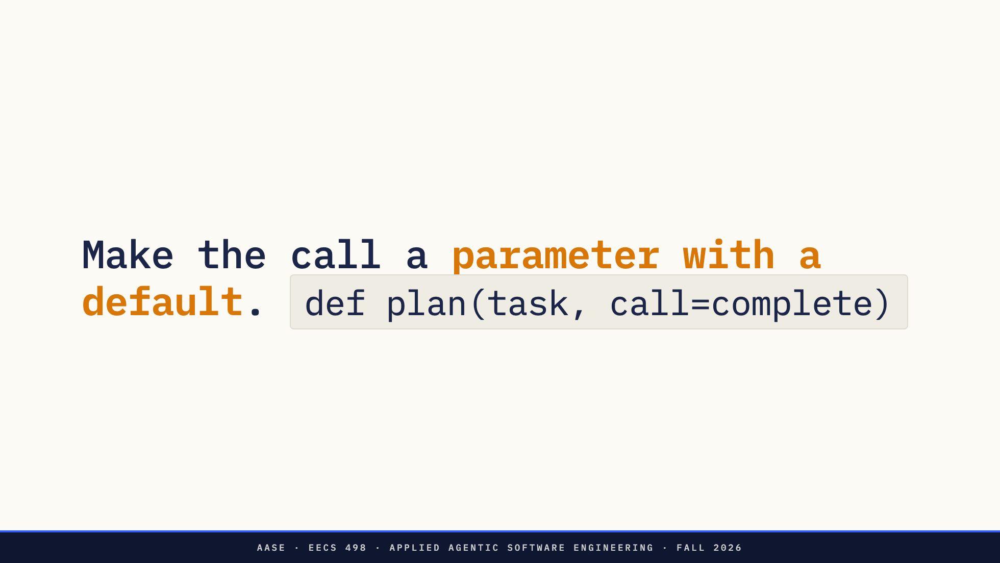 Make the call a parameter with a
default. def plan(task, call=complete)
AASE · EECS 498 · APPLIED AGENTIC SOFTWARE ENGINEERING · FALL 2026